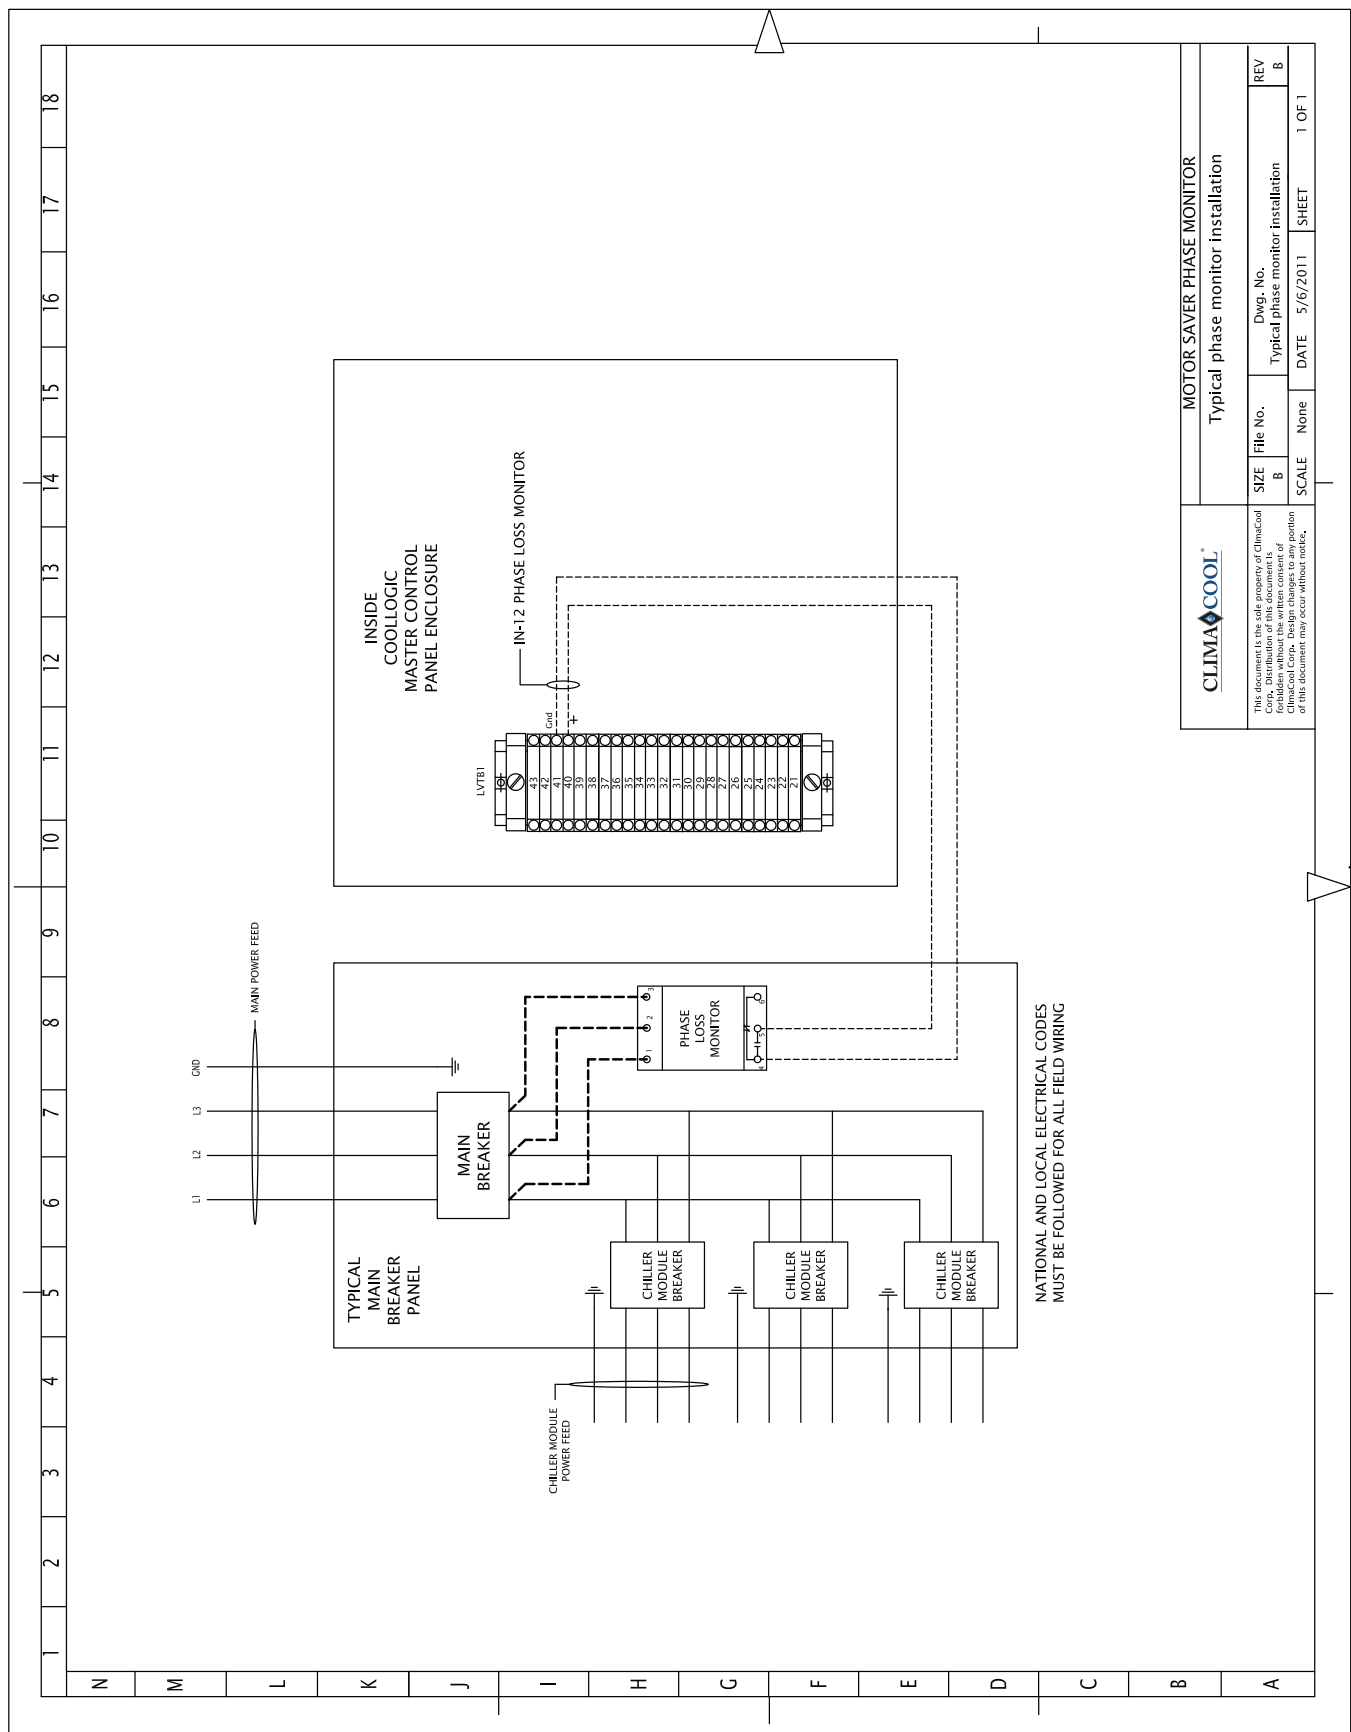 1
2
3
4
5
6
7
8
9
10
11
12
13
14
15
16
17
18
N
M
L
K
J
I
H
G
F
E
D
C
B
A
L1
L2
L3
GND
MAIN POWER FEED
TYPICAL
MAIN
BREAKER
PANEL
MAIN
BREAKER
1
2
3
PHASE
LOSS
MONITOR
4
5
6
CHILLER
MODULE
BREAKER
CHILLER
MODULE
BREAKER
CHILLER
MODULE
BREAKER
CHILLER MODULE
POWER FEED
INSIDE
COOLLOGIC
MASTER CONTROL
PANEL ENCLOSURE
IN-12 PHASE LOSS MONITOR
LVTB1
Gnd
+
43
42
41
40
39
38
37
36
35
34
33
32
31
30
29
28
27
26
25
24
23
22
21
NATIONAL AND LOCAL ELECTRICAL CODES
MUST BE FOLLOWED FOR ALL FIELD WIRING
CLIMACOOL®
This document is the sole property of ClimaCool
Corp. Distribution of this document is
forbidden without the written consent of
ClimaCool Corp. Design changes to any portion
of this document may occur without notice.
MOTOR SAVER PHASE MONITOR
Typical phase monitor installation
SIZE
B
File No.
Dwg. No.
Typical phase monitor installation
REV
B
SCALE None
DATE 5/6/2011
SHEET 1 OF 1